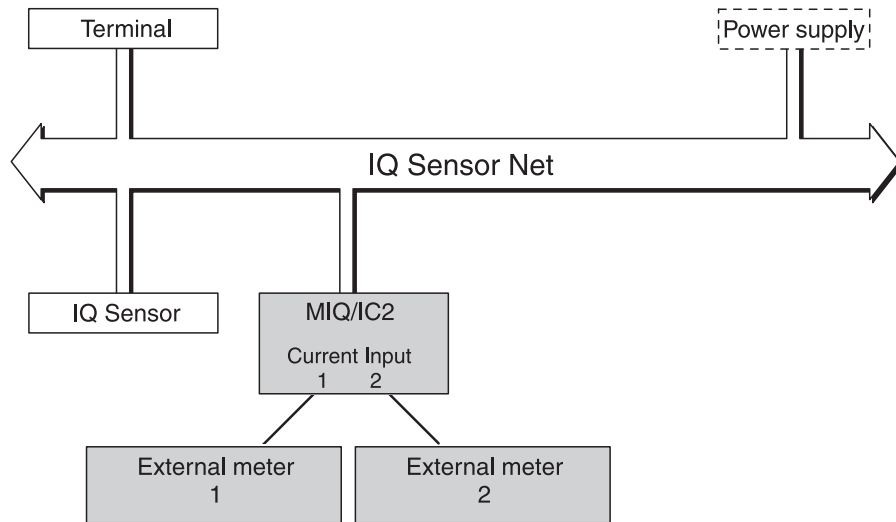 Terminal
Power supply
IQ Sensor Net
IQ Sensor
MIQ/IC2
Current Input
1 2
External meter
1
External meter
2